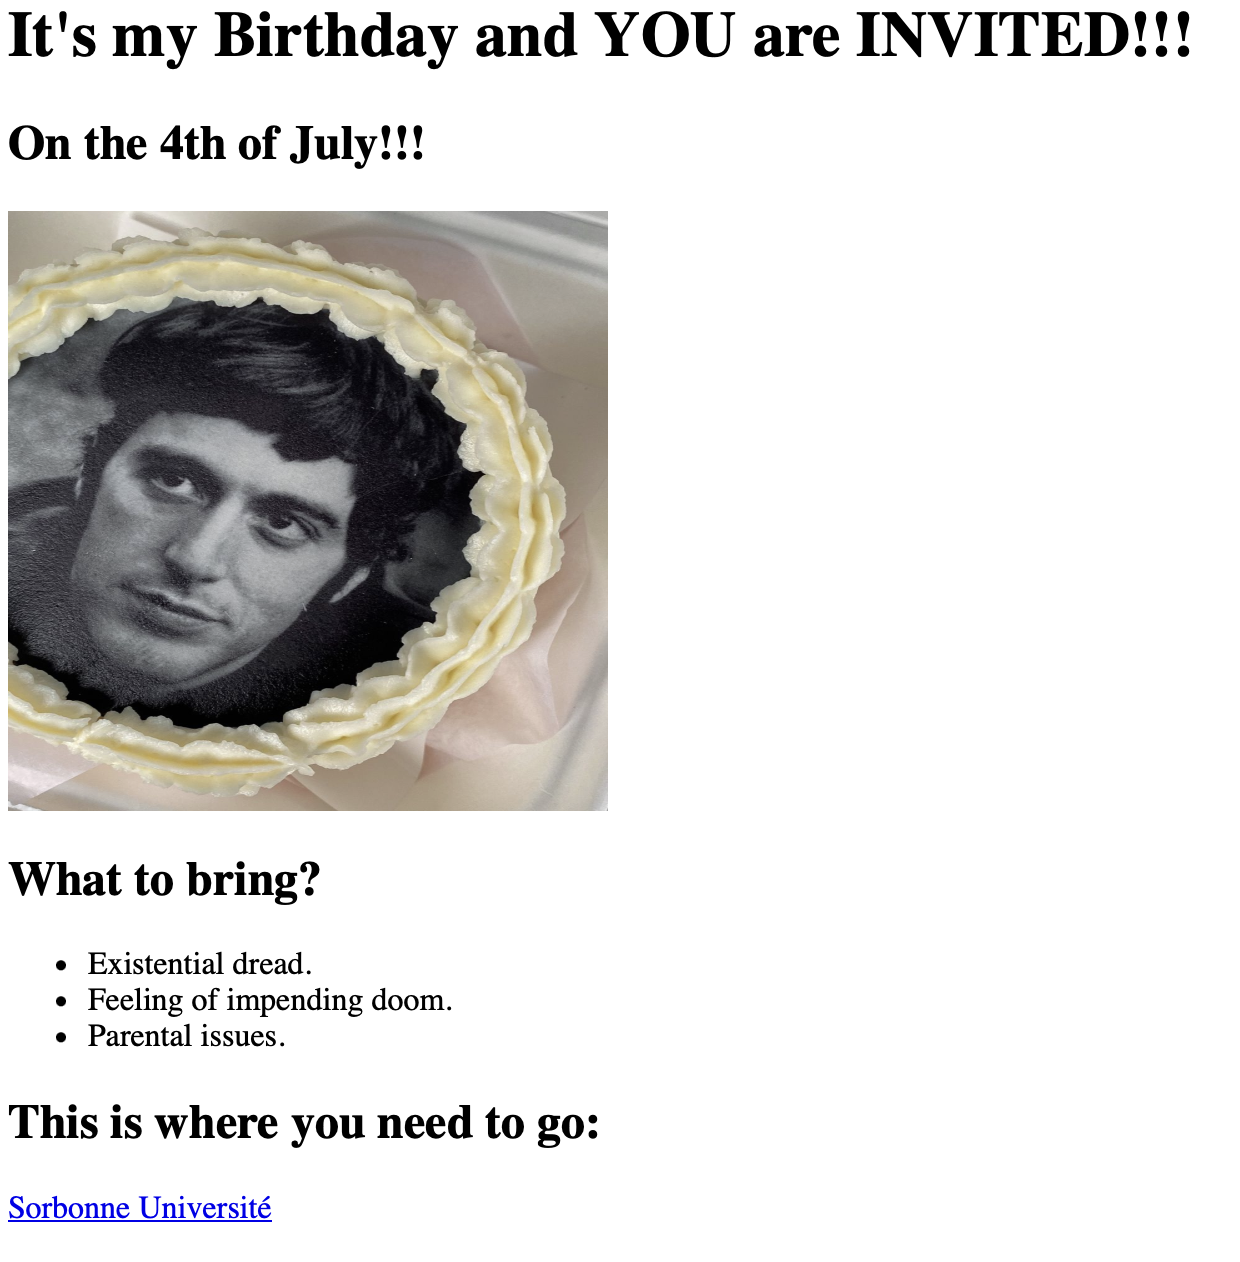 It's my Birthday and YOU are INVITED!!!
On the 4th of July!!!
What to bring?
Existential dread.
Feeling of impending doom.
Parental issues.
This is where you need to go:
Sorbonne Université